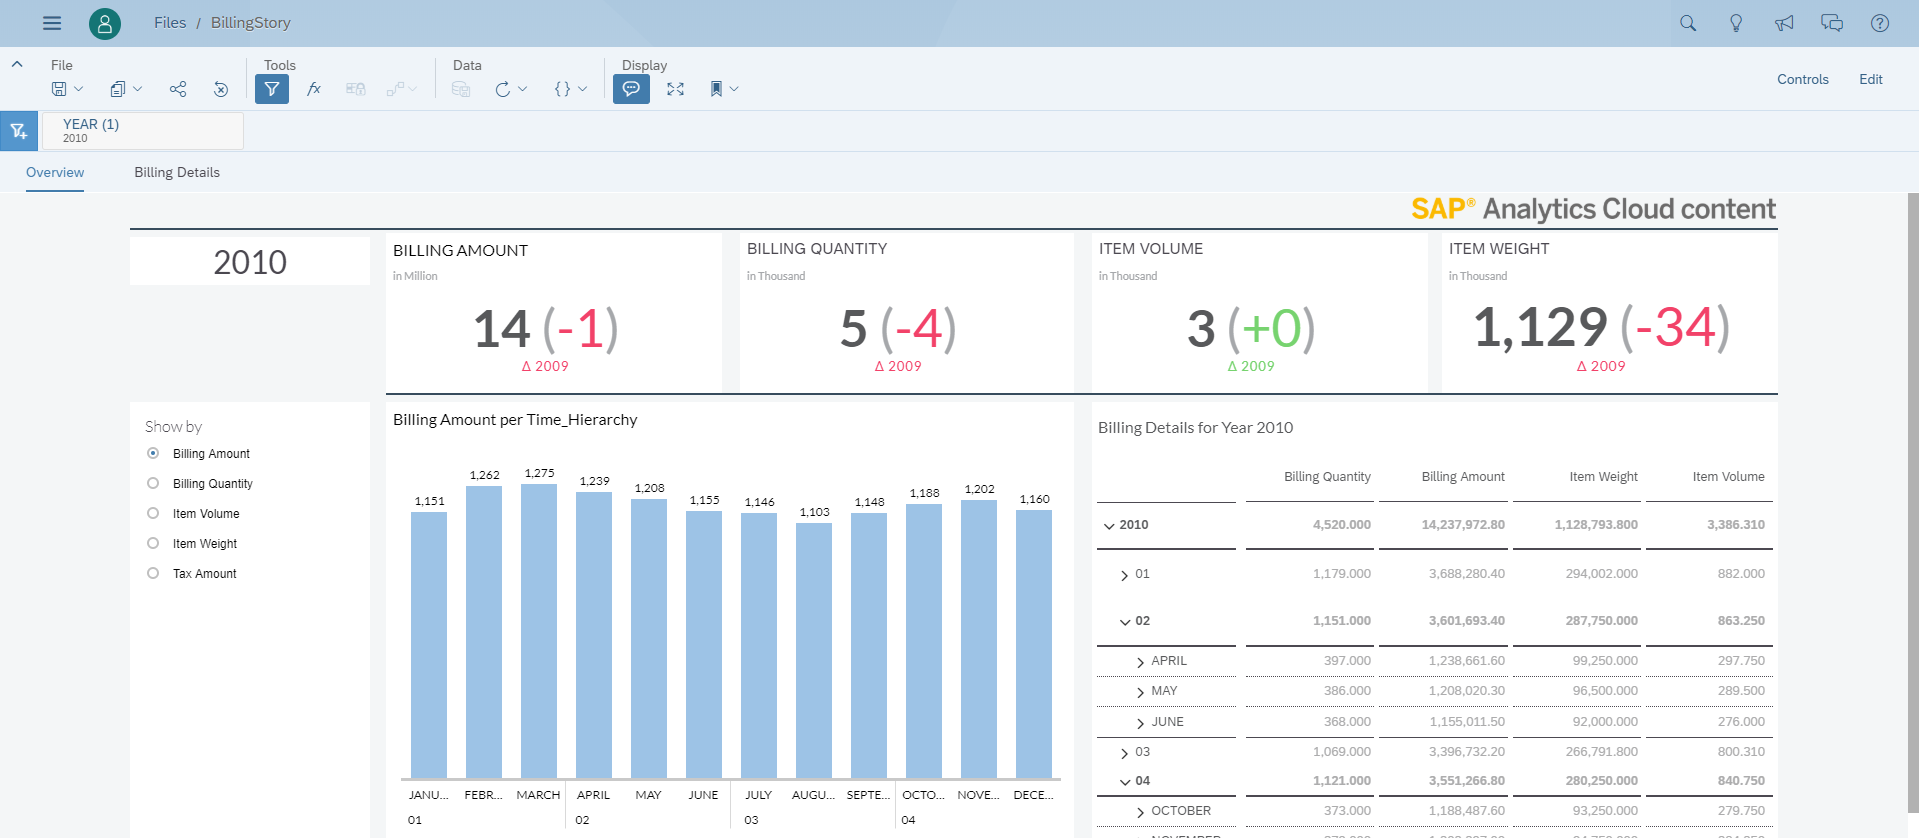 Files / BillingStory
File
Tools
Data
Display
Controls
Edit
YEAR (1)
2010
Overview
Billing Details
SAP® Analytics Cloud content
2010
BILLING AMOUNT
in Million
14 (-1)
Δ 2009
BILLING QUANTITY
in Thousand
5 (-4)
Δ 2009
ITEM VOLUME
in Thousand
3 (+0)
Δ 2009
ITEM WEIGHT
in Thousand
1,129 (-34)
Δ 2009
Show by
Billing Amount
Billing Quantity
Item Volume
Item Weight
Tax Amount
Billing Amount per Time_Hierarchy
1,151 1,262 1,275 1,239 1,208 1,155 1,146 1,103 1,148 1,188 1,202 1,160
JANU... FEBR... MARCH APRIL MAY JUNE JULY AUGU... SEPTE... OCTO... NOVE... DECE...
01 02 03 04
Billing Details for Year 2010
Billing Quantity Billing Amount Item Weight Item Volume
2010 4,520.000 14,237,972.80 1,128,793.800 3,386.310
01 1,179.000 3,688,280.40 294,002.000 882.000
02 1,151.000 3,601,693.40 287,750.000 863.250
APRIL 397.000 1,238,661.60 99,250.000 297.750
MAY 386.000 1,208,020.30 96,500.000 289.500
JUNE 368.000 1,155,011.50 92,000.000 276.000
03 1,069.000 3,396,732.20 266,791.800 800.310
04 1,121.000 3,551,266.80 280,250.000 840.750
OCTOBER 373.000 1,188,487.60 93,250.000 279.750